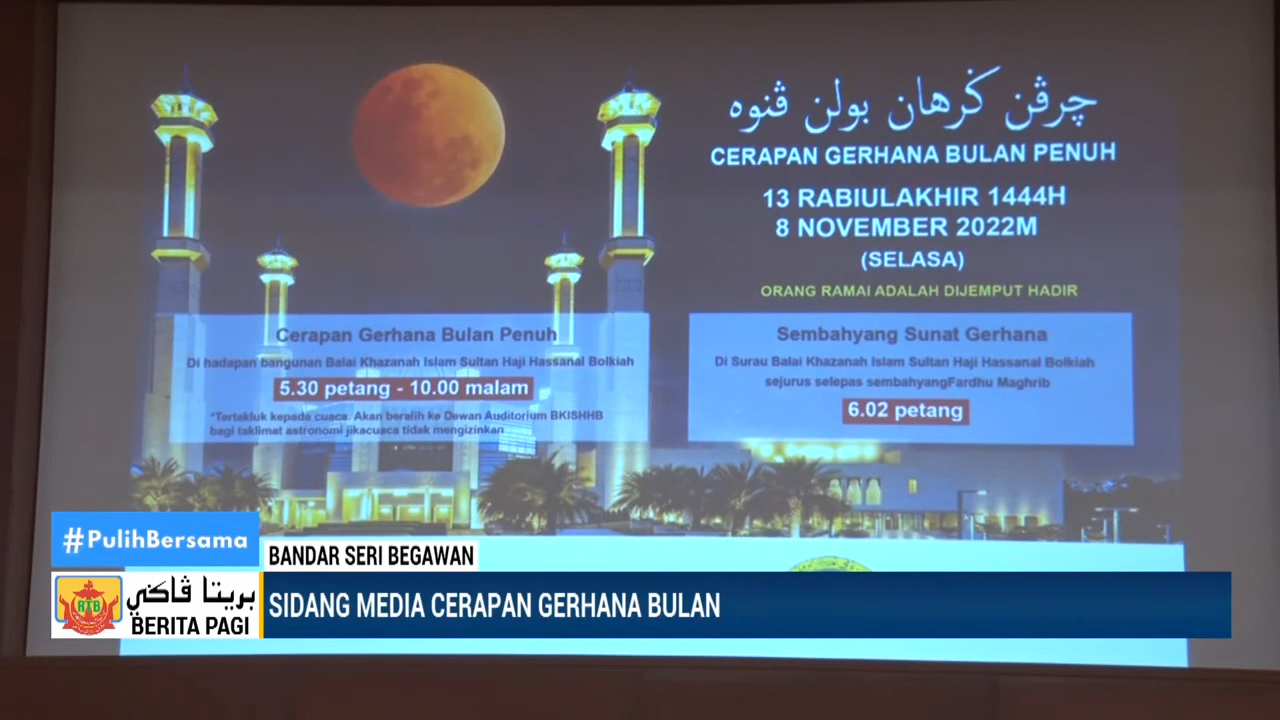 چرڤن ݢرهان بولن ڤنوه
CERAPAN GERHANA BULAN PENUH
13 RABIULAKHIR 1444H
8 NOVEMBER 2022M
(SELASA)
ORANG RAMAI ADALAH DIJEMPUT HADIR
Cerapan Gerhana Bulan Penuh
Di hadapan bangunan Balai Khazanah Islam Sultan Haji Hassanal Bolkiah
5.30 petang - 10.00 malam
*Tertakluk kepada cuaca. Akan beralih ke Dewan Auditorium BKISHHB
bagi taklimat astronomi jikacuaca tidak mengizinkan
Sembahyang Sunat Gerhana
Di Surau Balai Khazanah Islam Sultan Haji Hassanal Bolkiah
sejurus selepas sembahyangFardhu Maghrib
6.02 petang
#PulihBersama
BANDAR SERI BEGAWAN
RTB
بريتا ڤاݢي
BERITA PAGI
SIDANG MEDIA CERAPAN GERHANA BULAN